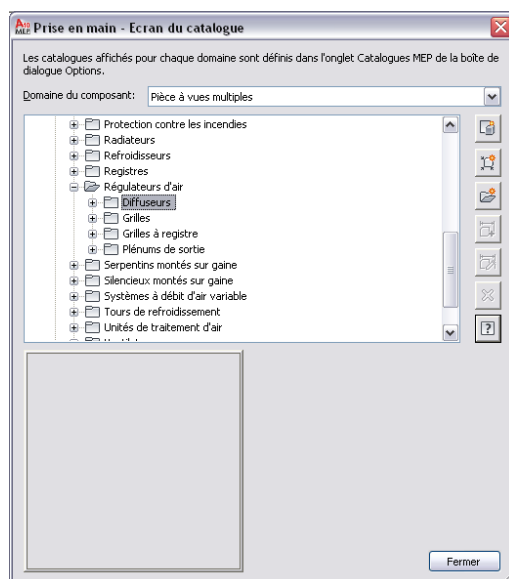 Prise en main - Ecran du catalogue
Les catalogues affichés pour chaque domaine sont définis dans l'onglet Catalogues MEP de la boîte de
dialogue Options.
Domaine du composant: Pièce à vues multiples
Protection contre les incendies
Radiateurs
Refroidisseurs
Registres
Régulateurs d'air
Diffuseurs
Grilles
Grilles à registre
Plénums de sortie
Serpentins montés sur gaine
Silencieux montés sur gaine
Systèmes à débit d'air variable
Tours de refroidissement
Unités de traitement d'air
Fermer